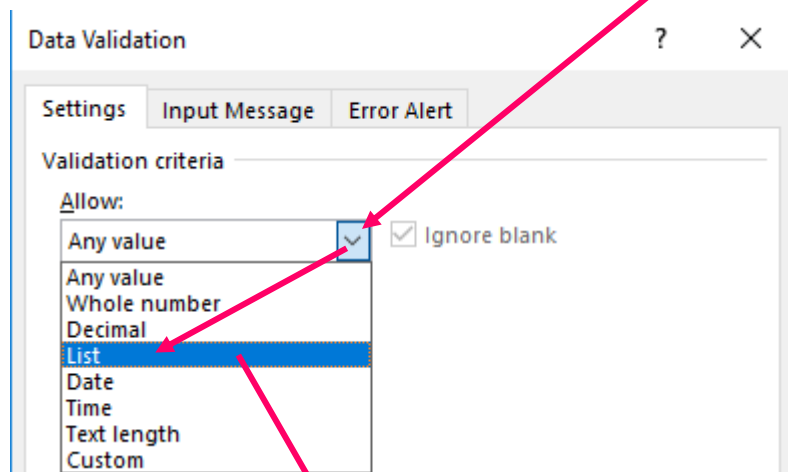 Data Validation ?
Settings Input Message Error Alert
Validation criteria
Allow:
Any value Ignore blank
Any value
Whole number
Decimal
List
Date
Time
Text length
Custom